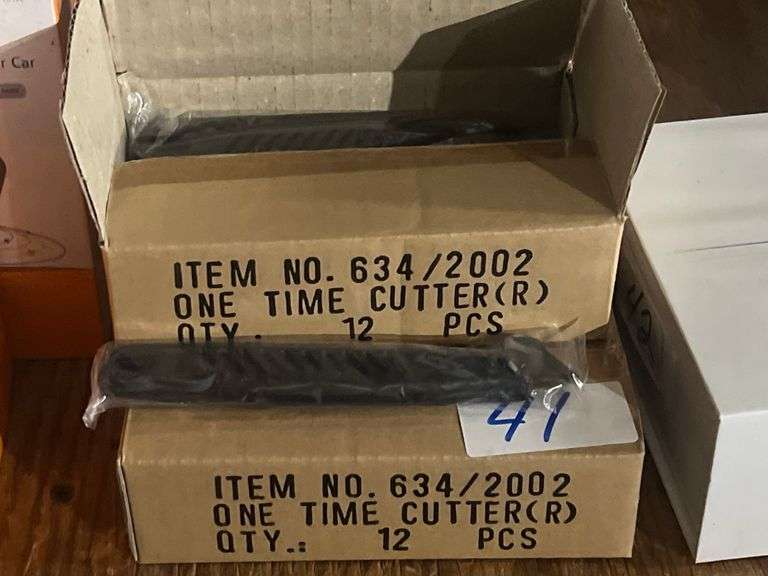 r Car
ITEM NO. 634/2002
ONE TIME CUTTER(R)
QTY. 12 PCS
41
ITEM NO. 634/2002
ONE TIME CUTTER(R)
QTY.: 12 PCS